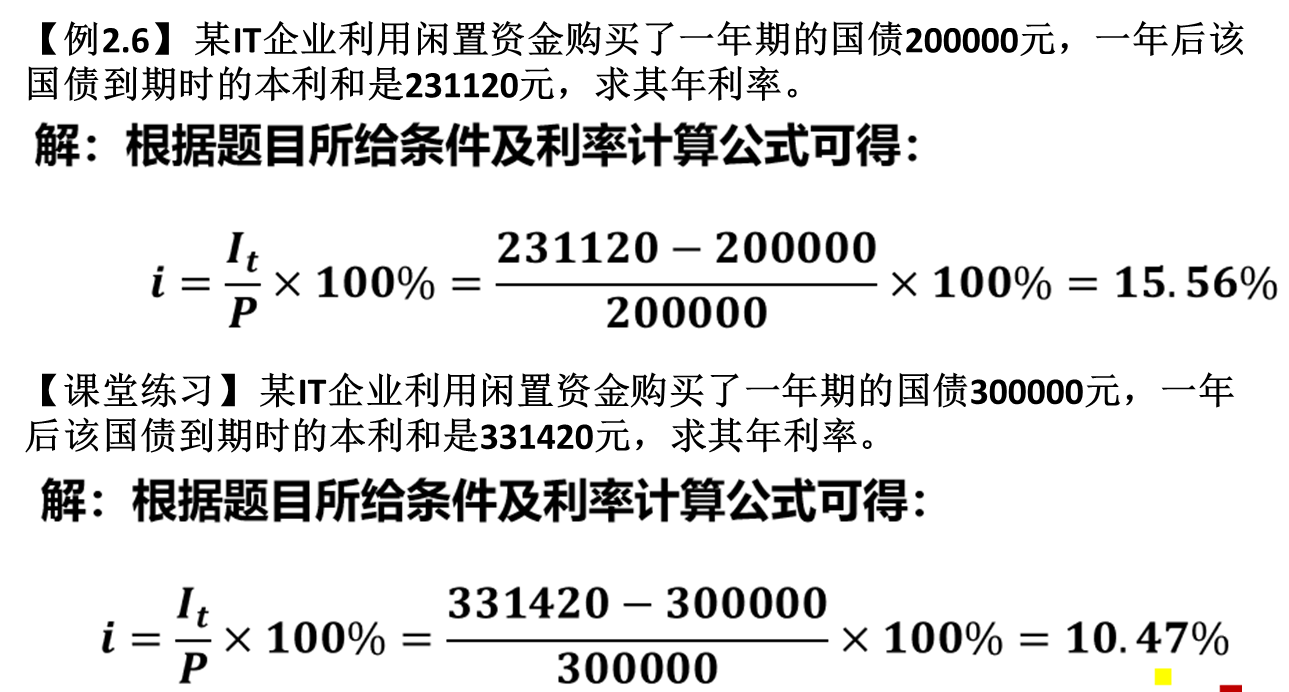 【例2.6】某IT企业利用闲置资金购买了一年期的国债200000元，一年后该
国债到期时的本利和是231120元，求其年利率。
解：根据题目所给条件及利率计算公式可得：
i = I_t/P × 100% = (231120 − 200000)/200000 × 100% = 15.56%
【课堂练习】某IT企业利用闲置资金购买了一年期的国债300000元，一年
后该国债到期时的本利和是331420元，求其年利率。
解：根据题目所给条件及利率计算公式可得：
i = I_t/P × 100% = (331420 − 300000)/300000 × 100% = 10.47%